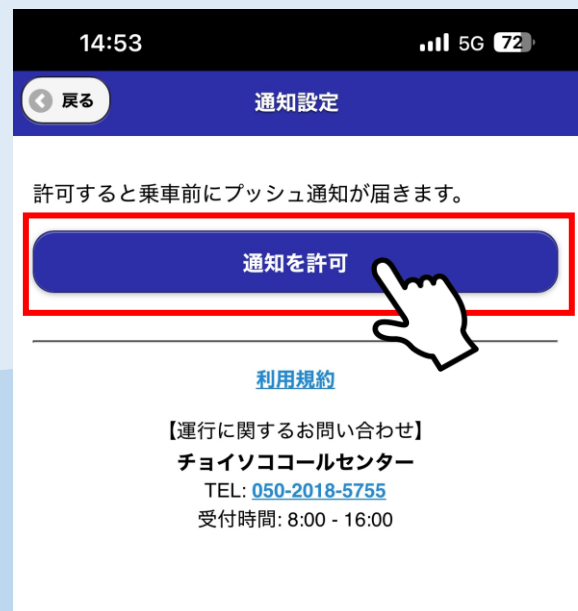 14:53 5G 72
戻る 通知設定
許可すると乗車前にプッシュ通知が届きます。
通知を許可
利用規約
【運行に関するお問い合わせ】
チョイソココールセンター
TEL: 050-2018-5755
受付時間: 8:00 - 16:00